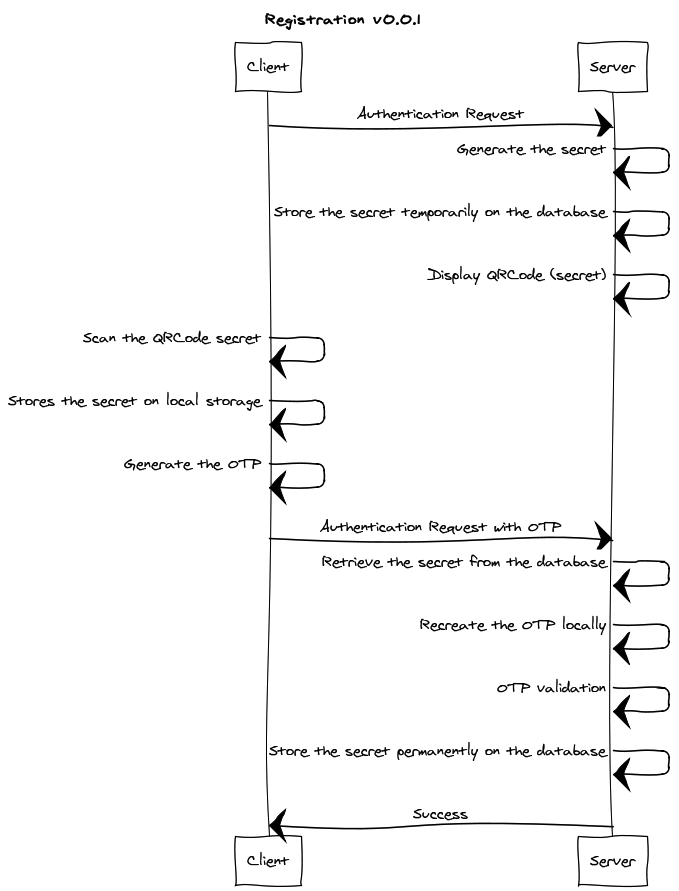 Registration v0.0.1
Client
Server
Authentication Request
Generate the secret
Store the secret temporarily on the database
Display QRCode (secret)
Scan the QRCode secret
Stores the secret on local storage
Generate the OTP
Authentication Request with OTP
Retrieve the secret from the database
Recreate the OTP locally
OTP validation
Store the secret permanently on the database
Success
Client
Server